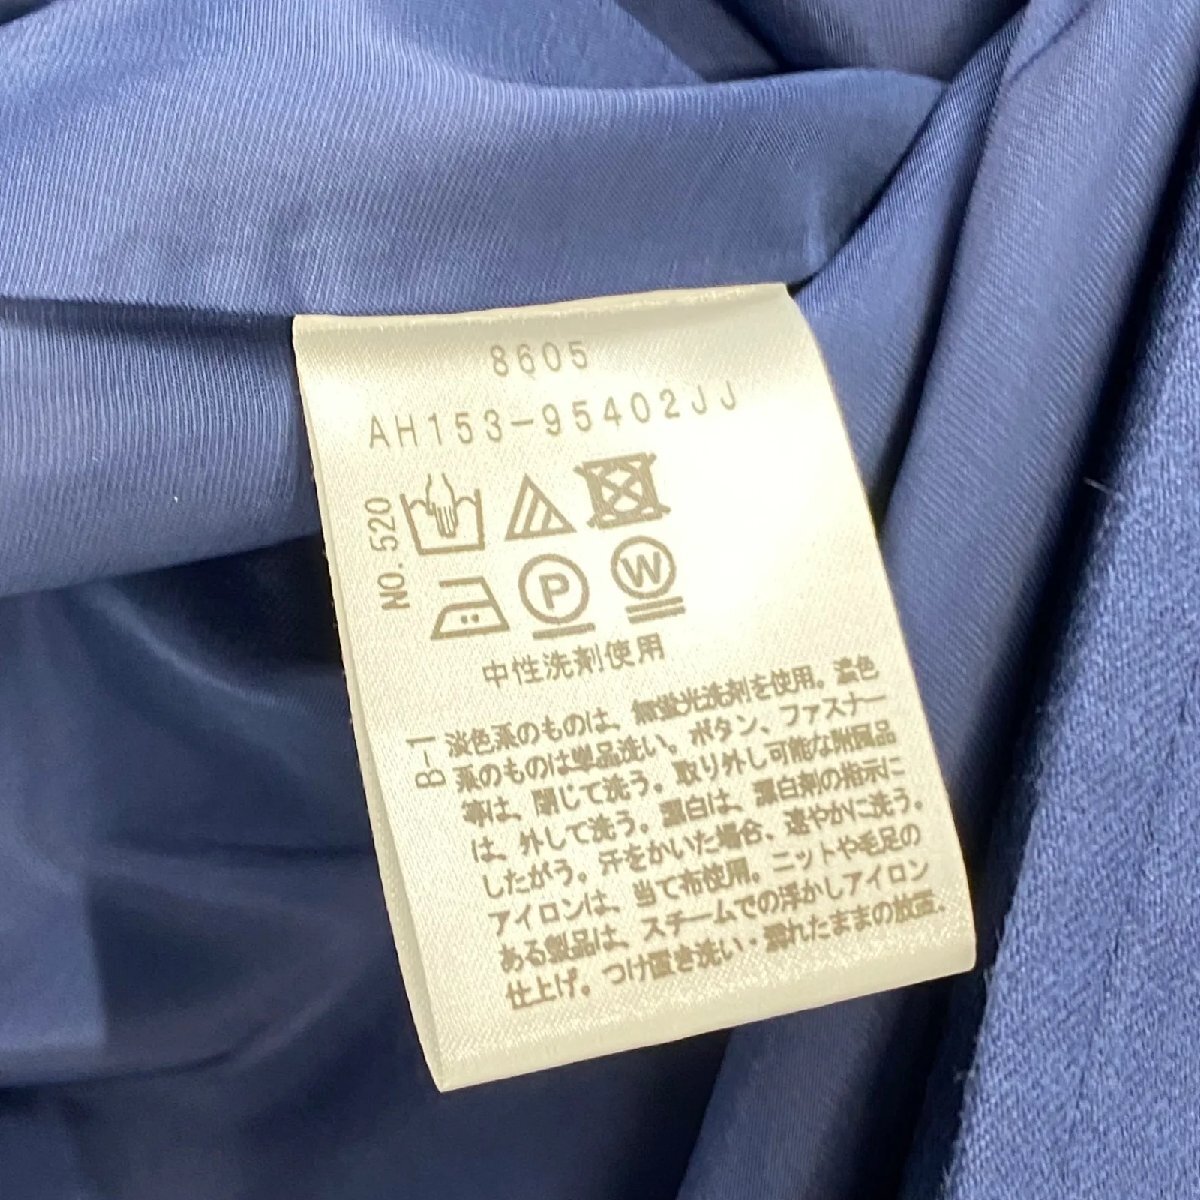 8605
AH153-95402JJ
NO.520
P
W
中性洗剤使用
B-1
淡色系のものは、無蛍光洗剤を使用。濃色
系のものは単品洗い。ボタン、ファスナー
等は、閉じて洗う。取り外し可能な附属品
は、外して洗う。漂白は、漂白剤の指示に
したがう。汗をかいた場合、速やかに洗う。
アイロンは、当て布使用。ニットや毛足の
ある製品は、スチームでの浮かしアイロン
仕上げ。つけ置き洗い・濡れたままの放置.